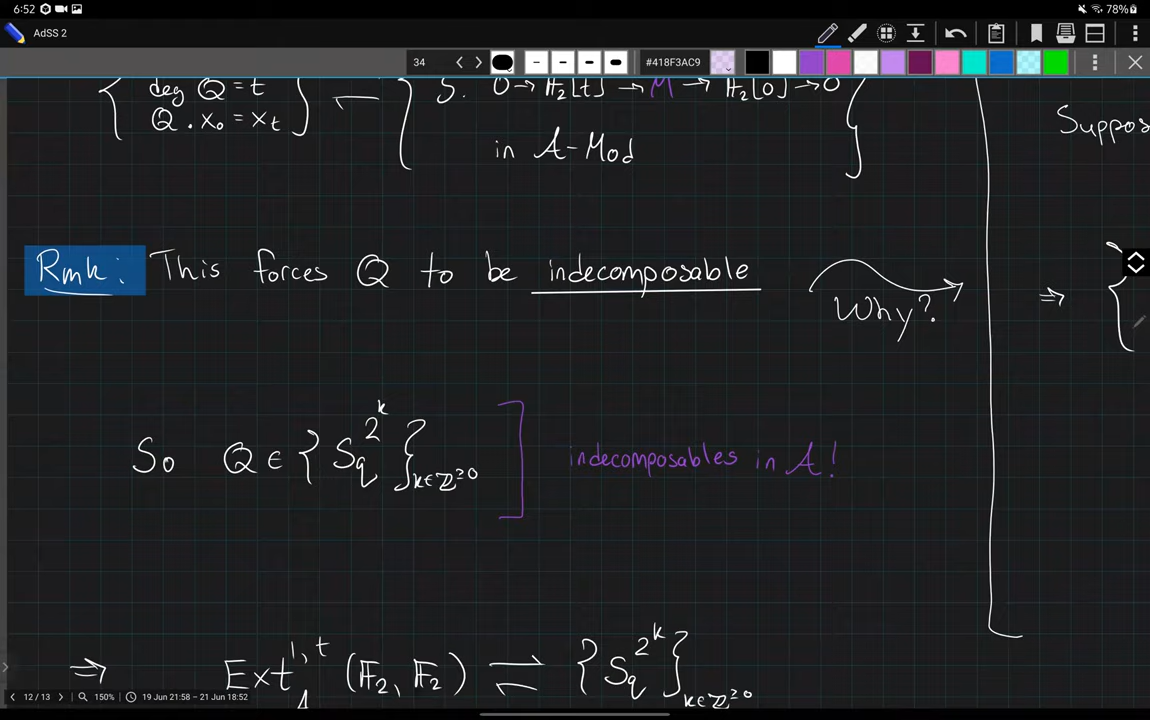 6:52
78%
AdSS 2
34
#418F3AC9
deg Q = t
Q . x₀ = x_t
S: 0 → F₂[t] → M → F₂[0] → 0
in A-Mod
Suppos
Rmk: This forces Q to be indecomposable
Why?
⇒ {
So Q ∈ { Sq^{2^k} }_{k∈ℤ^{≥0}}
indecomposables in A!
⇒ Ext_A^{1,t} (F₂, F₂) ⇌ { Sq^{2^k} }_{k∈ℤ^{≥0}}
12 / 13
150%
19 Jun 21:58 – 21 Jun 18:52